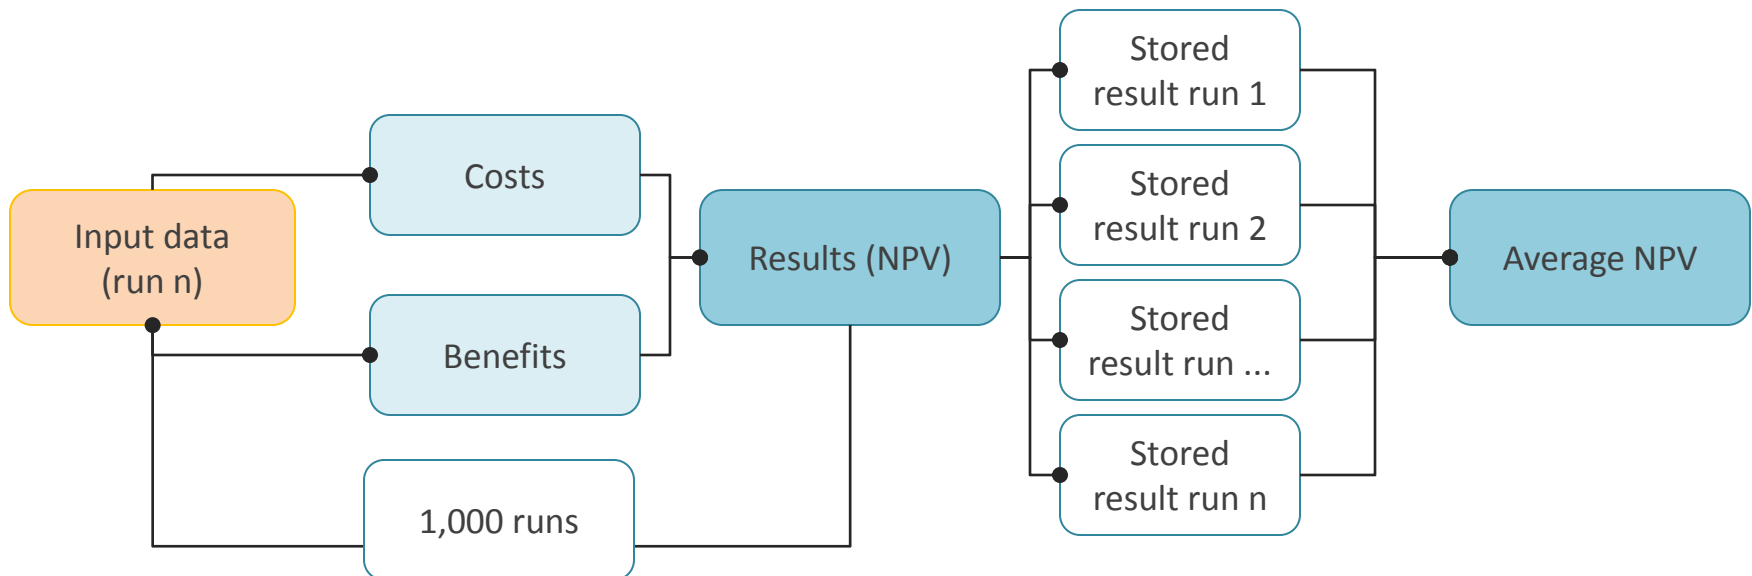 Input data
(run n)
Costs
Benefits
1,000 runs
Results (NPV)
Stored
result run 1
Stored
result run 2
Stored
result run ...
Stored
result run n
Average NPV